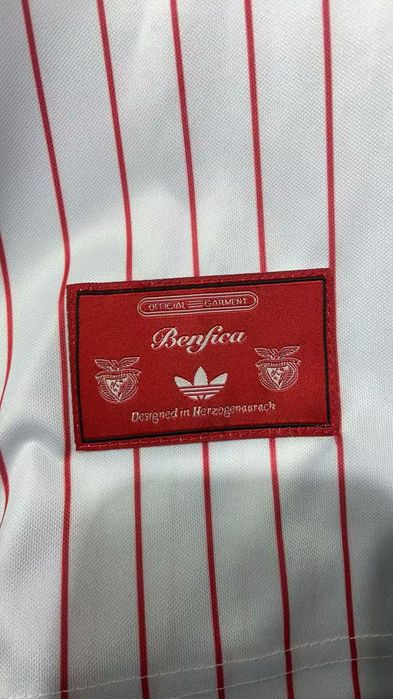 OFFICIAL GARMENT
Benfica
Designed in Herzogenaurach